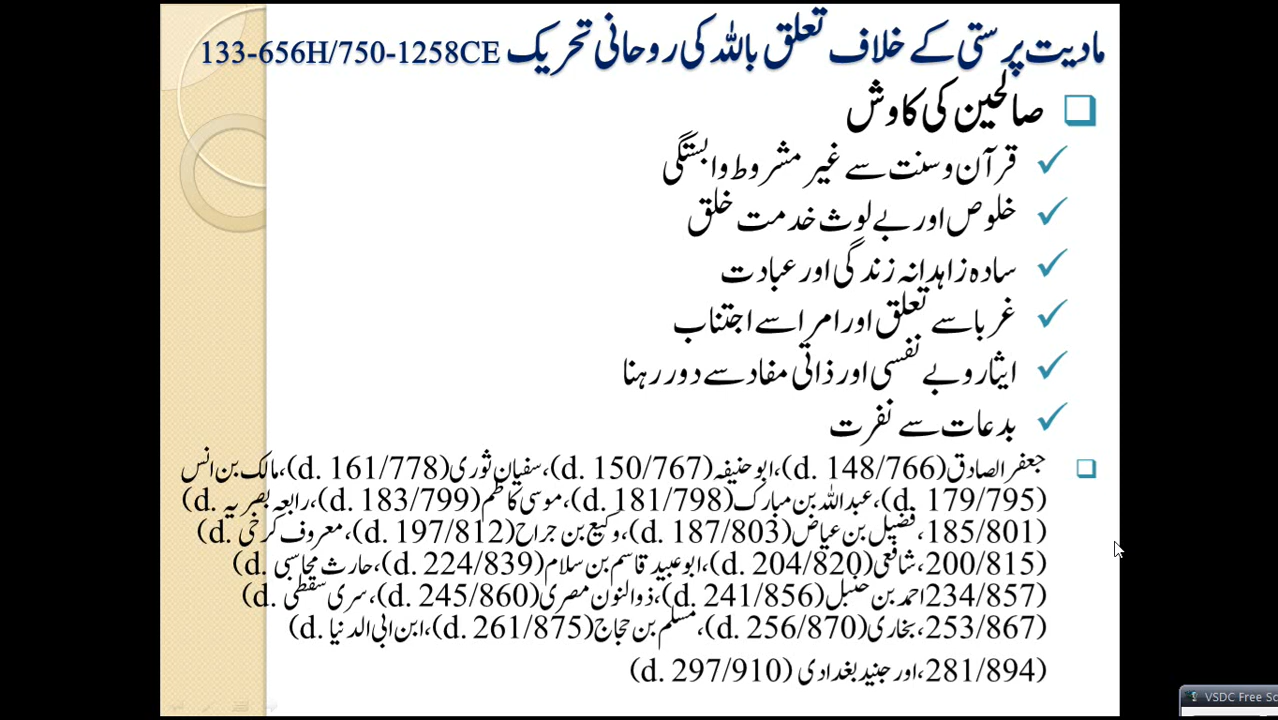 مادیت پرستی کے خلاف تعلق باللہ کی روحانی تحریک 133-656H/750-1258CE
صالحین کی کاوش
قرآن و سنت سے غیر مشروط وابستگی
خلوص اور بے لوث خدمت خلق
سادہ زاہدانہ زندگی اور عبادت
غربا سے تعلق اور امرا سے اجتناب
ایثار و بے نفسی اور ذاتی مفاد سے دور رہنا
بدعات سے نفرت
جعفر الصادق (d. 148/766)، ابو حنیفہ (d. 150/767)، سفیان ثوری (d. 161/778)، مالک بن انس
(d. 179/795)، عبد اللہ بن مبارک (d. 181/798)، موسی کاظم (d. 183/799)، رابعہ بصریہ (d.
185/801)، فضیل بن عیاض (d. 187/803)، وکیع بن جراح (d. 197/812)، معروف کرخی (d.
200/815)، شافعی (d. 204/820)، ابو عبید قاسم بن سلام (d. 224/839)، حارث محاسبی (d.
234/857) احمد بن حنبل (d. 241/856)، ذوالنون مصری (d. 245/860)، سری سقطی (d.
253/867)، بخاری (d. 256/870)، مسلم بن حجاج (d. 261/875)، ابن ابی الدنیا (d.
281/894)، اور جنید بغدادی (d. 297/910)
VSDC Free Sc